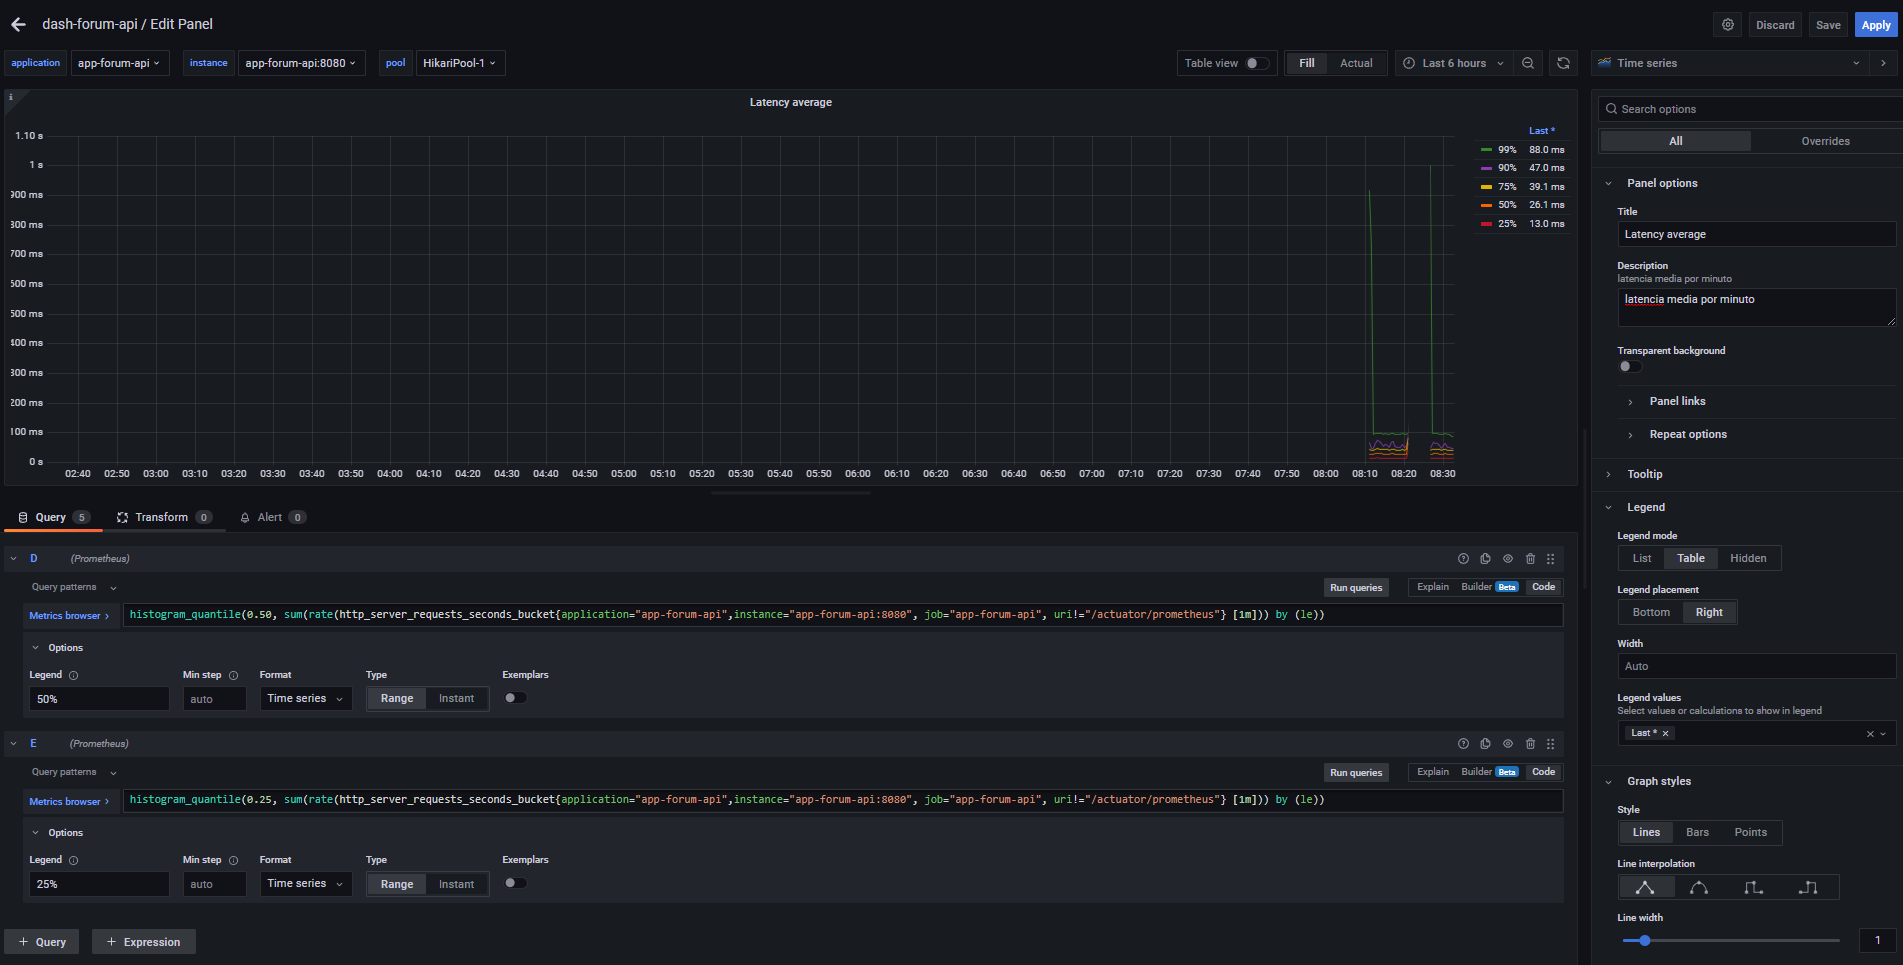 dash-forum-api / Edit Panel
Discard
Save
Apply
application
app-forum-api
instance
app-forum-api:8080
pool
HikariPool-1
Table view
Fill
Actual
Last 6 hours
Time series
i
Latency average
1.10 s
1 s
900 ms
800 ms
700 ms
600 ms
500 ms
400 ms
300 ms
200 ms
100 ms
0 s
02:40 02:50 03:00 03:10 03:20 03:30 03:40 03:50 04:00 04:10 04:20 04:30 04:40 04:50 05:00 05:10 05:20 05:30 05:40 05:50 06:00 06:10 06:20 06:30 06:40 06:50 07:00 07:10 07:20 07:30 07:40 07:50 08:00 08:10 08:20 08:30
Last *
99% 88.0 ms
90% 47.0 ms
75% 39.1 ms
50% 26.1 ms
25% 13.0 ms
Query 5
Transform 0
Alert 0
D (Prometheus)
Query patterns
Run queries
Explain
Builder Beta
Code
Metrics browser >
histogram_quantile(0.50, sum(rate(http_server_requests_seconds_bucket{application="app-forum-api",instance="app-forum-api:8080", job="app-forum-api", uri!="/actuator/prometheus"} [1m])) by (le))
Options
Legend
Min step
Format
Type
Exemplars
50%
auto
Time series
Range
Instant
E (Prometheus)
Query patterns
Run queries
Explain
Builder Beta
Code
Metrics browser >
histogram_quantile(0.25, sum(rate(http_server_requests_seconds_bucket{application="app-forum-api",instance="app-forum-api:8080", job="app-forum-api", uri!="/actuator/prometheus"} [1m])) by (le))
Options
Legend
Min step
Format
Type
Exemplars
25%
auto
Time series
Range
Instant
+ Query
+ Expression
Search options
All
Overrides
Panel options
Title
Latency average
Description
latencia media por minuto
latencia media por minuto
Transparent background
Panel links
Repeat options
Tooltip
Legend
Legend mode
List
Table
Hidden
Legend placement
Bottom
Right
Width
Auto
Legend values
Select values or calculations to show in legend
Last *
Graph styles
Style
Lines
Bars
Points
Line interpolation
Line width
1